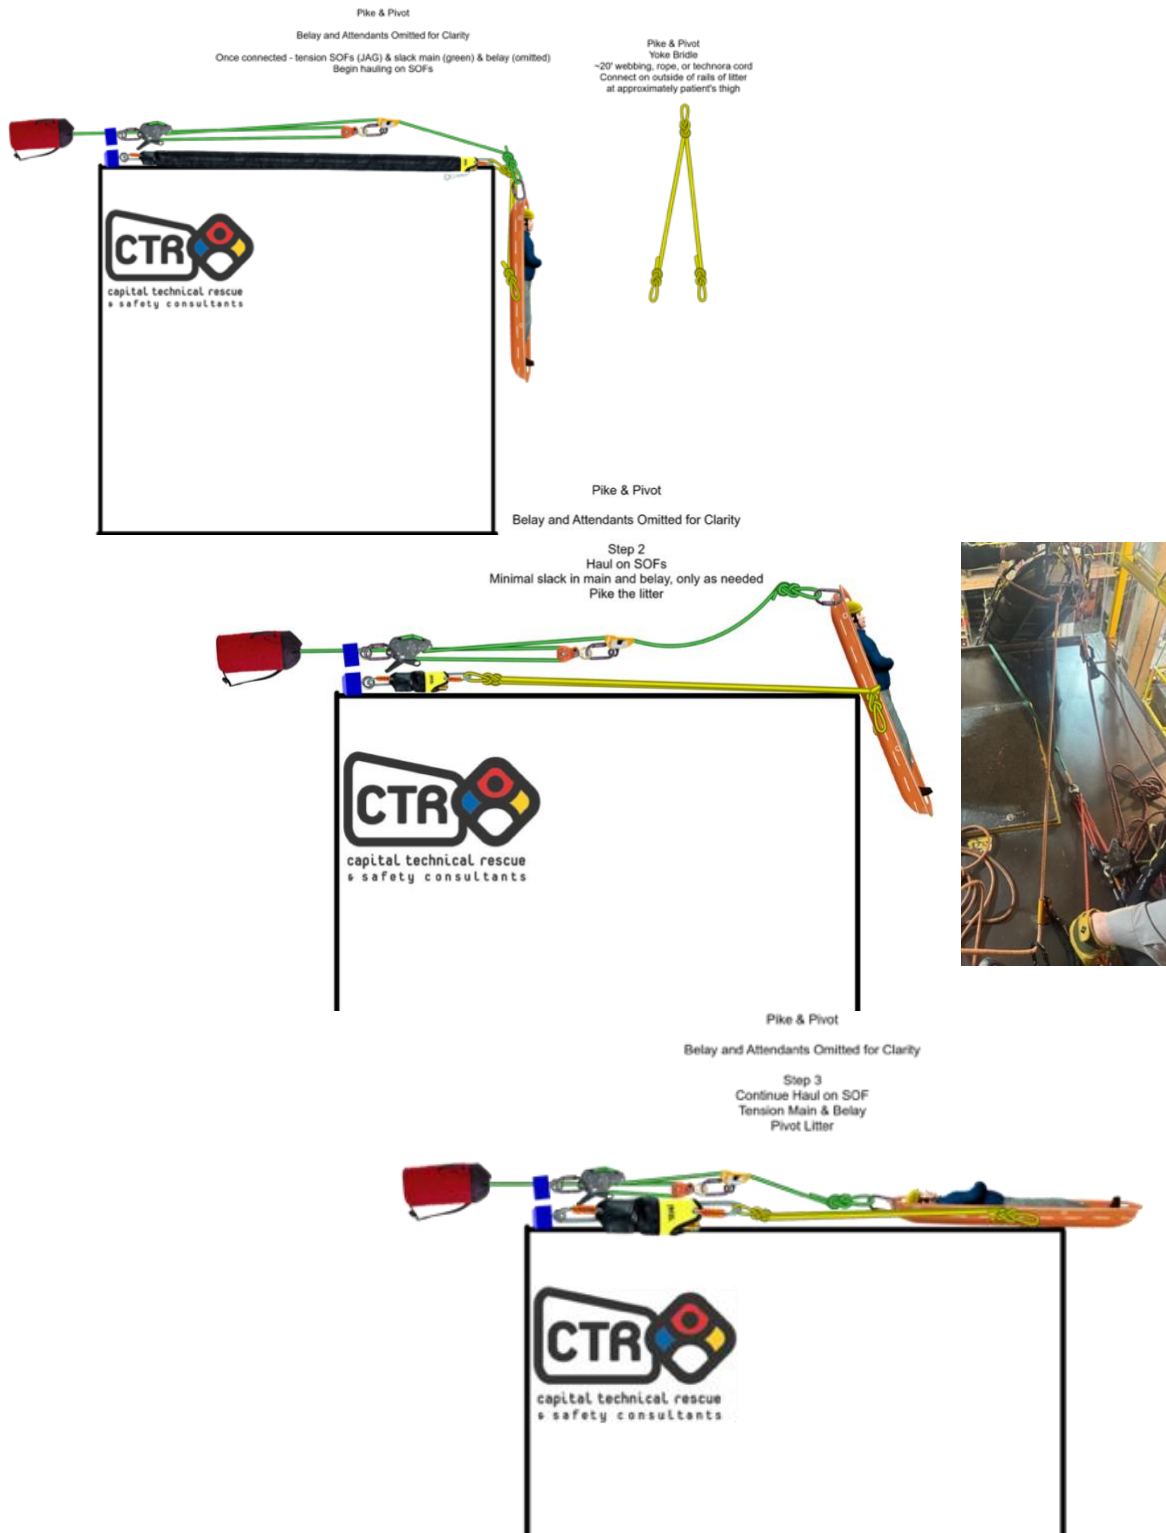 Pike & Pivot
Belay and Attendants Omitted for Clarity
Once connected - tension SOFs (JAG) & slack main (green) & belay (omitted)
Begin hauling on SOFs
Pike & Pivot
Yoke Bridle
~20' webbing, rope, or technora cord
Connect on outside of rails of litter
at approximately patient's thigh
CTR
capital technical rescue
& safety consultants
Pike & Pivot
Belay and Attendants Omitted for Clarity
Step 2
Haul on SOFs
Minimal slack in main and belay, only as needed
Pike the litter
CTR
capital technical rescue
& safety consultants
Pike & Pivot
Belay and Attendants Omitted for Clarity
Step 3
Continue Haul on SOF
Tension Main & Belay
Pivot Litter
CTR
capital technical rescue
& safety consultants